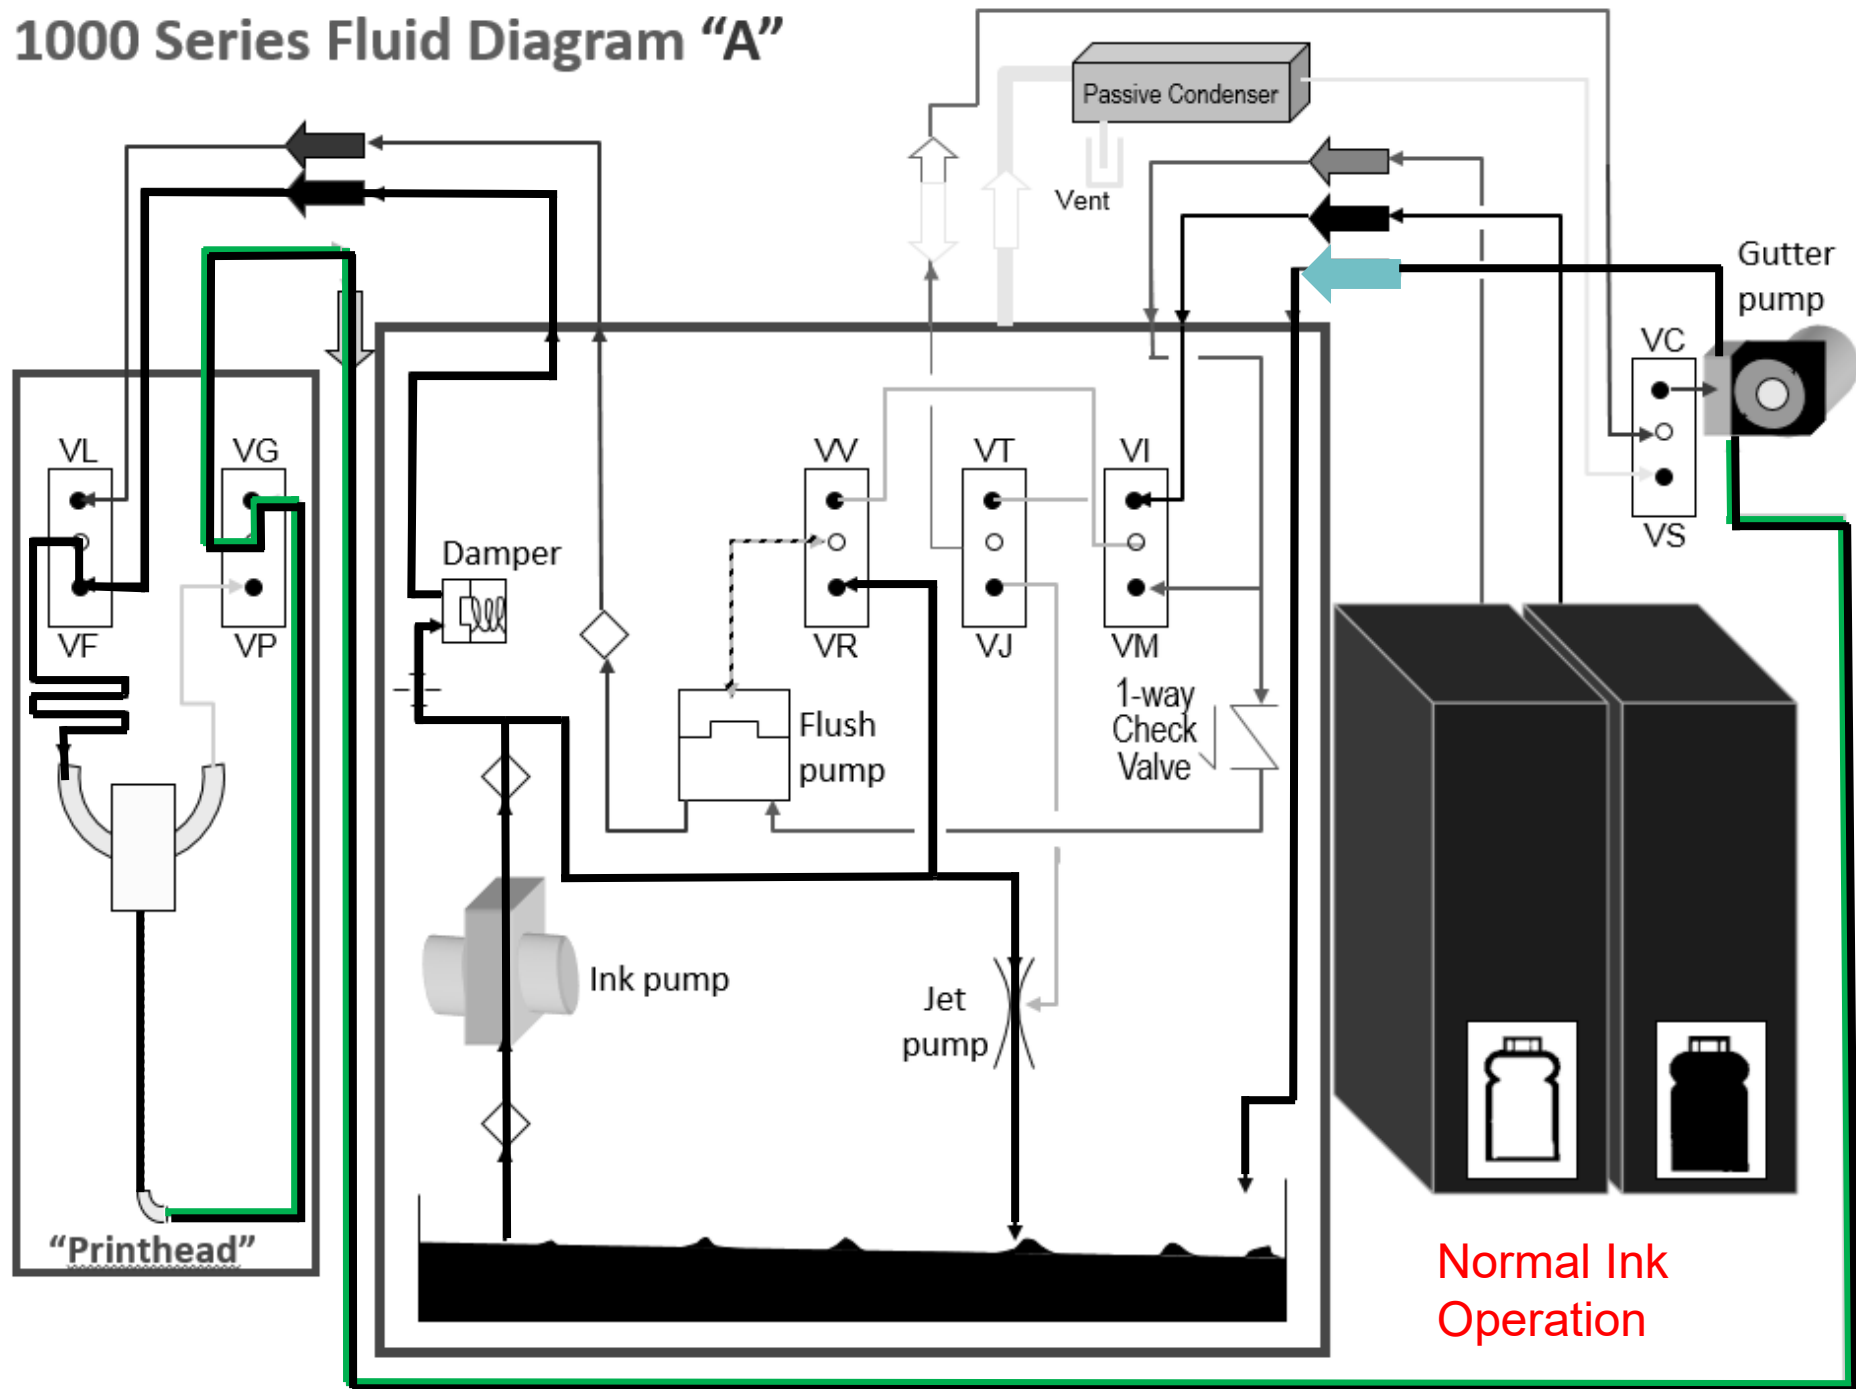 1000 Series Fluid Diagram “A”
Passive Condenser
Vent
Gutter
pump
VC
VS
VL
VG
VF
VP
Damper
VV
VT
VI
VR
VJ
VM
1-way
Check
Valve
Flush
pump
Ink pump
Jet
pump
“Printhead”
Normal Ink
Operation